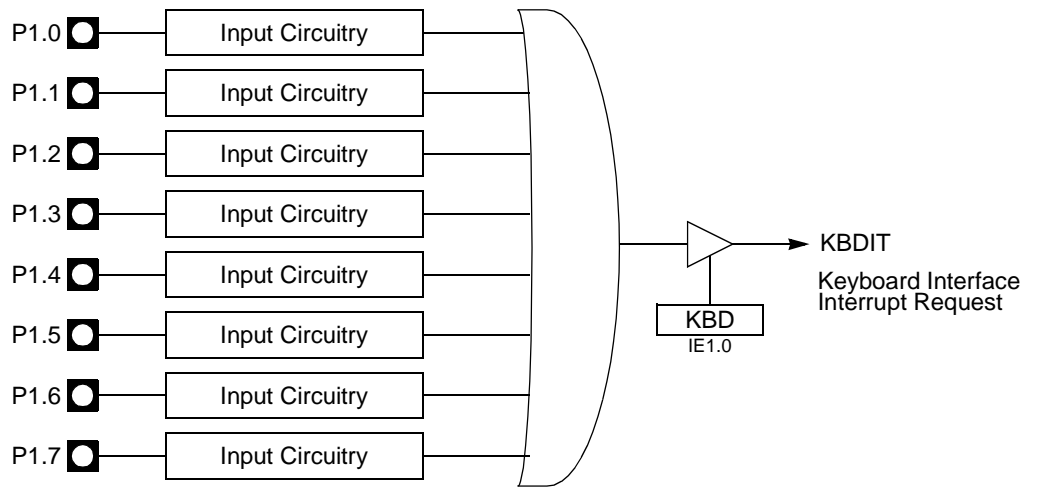 P1.0 Input Circuitry
P1.1 Input Circuitry
P1.2 Input Circuitry
P1.3 Input Circuitry
P1.4 Input Circuitry
P1.5 Input Circuitry
P1.6 Input Circuitry
P1.7 Input Circuitry
KBDIT
Keyboard Interface
Interrupt Request
KBD
IE1.0